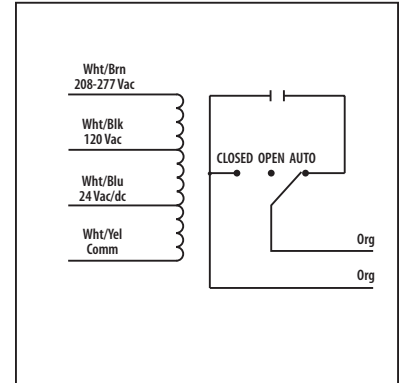 Wht/Brn
208-277 Vac
Wht/Blk
120 Vac
Wht/Blu
24 Vac/dc
Wht/Yel
Comm
CLOSED OPEN AUTO
Org
Org